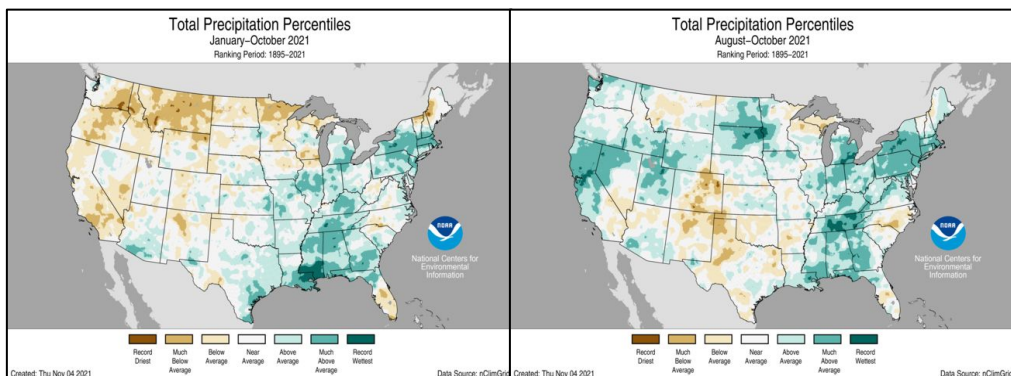 Total Precipitation Percentiles
January–October 2021
Ranking Period: 1895–2021
NOAA
National Centers for
Environmental
Information
Record
Driest
Much
Below
Average
Below
Average
Near
Average
Above
Average
Much
Above
Average
Record
Wettest
Created: Thu Nov 04 2021
Data Source: nClimGrid
Total Precipitation Percentiles
August–October 2021
Ranking Period: 1895–2021
NOAA
National Centers for
Environmental
Information
Record
Driest
Much
Below
Average
Below
Average
Near
Average
Above
Average
Much
Above
Average
Record
Wettest
Created: Thu Nov 04 2021
Data Source: nClimGrid